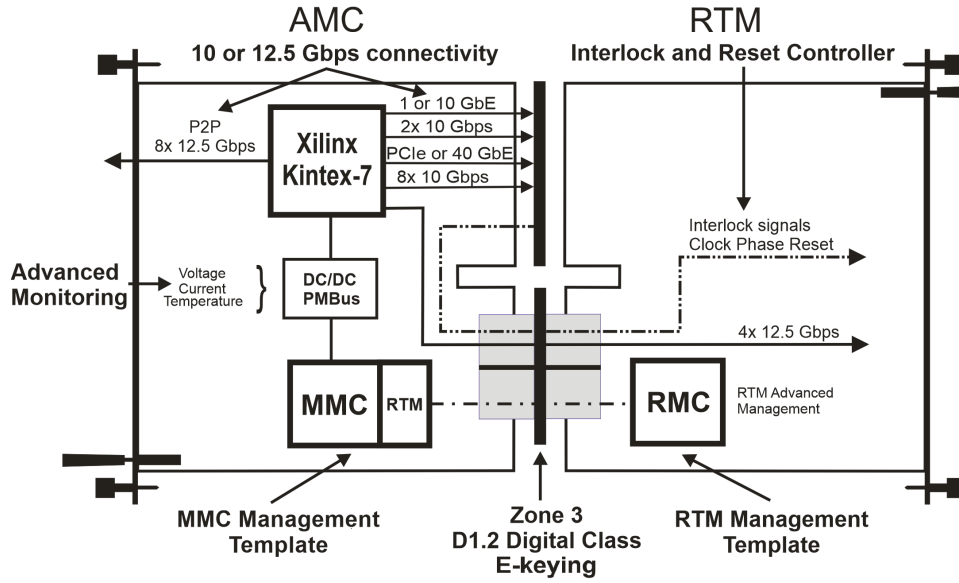 AMC
RTM
10 or 12.5 Gbps connectivity
Interlock and Reset Controller
P2P
8x 12.5 Gbps
Xilinx
Kintex-7
1 or 10 GbE
2x 10 Gbps
PCIe or 40 GbE
8x 10 Gbps
Interlock signals
Clock Phase Reset
Advanced
Monitoring
Voltage
Current
Temperature
}
DC/DC
PMBus
4x 12.5 Gbps
MMC
RTM
RMC
RTM Advanced
Management
MMC Management
Template
Zone 3
D1.2 Digital Class
E-keying
RTM Management
Template